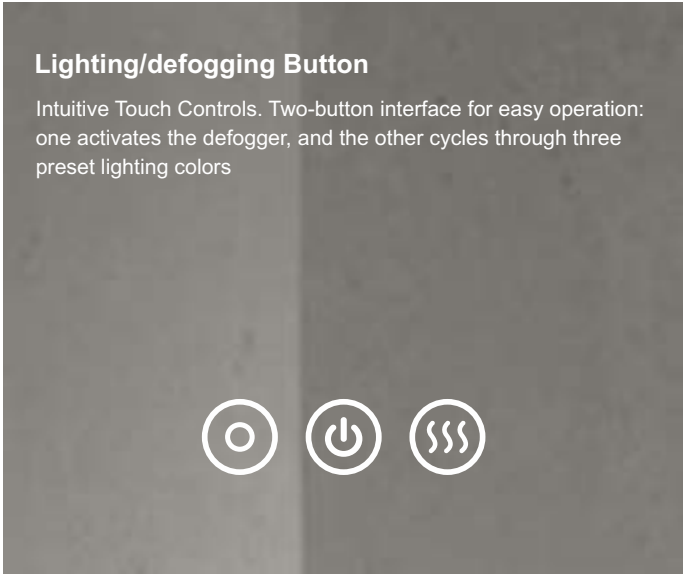 Lighting/defogging Button
Intuitive Touch Controls. Two-button interface for easy operation:
one activates the defogger, and the other cycles through three
preset lighting colors